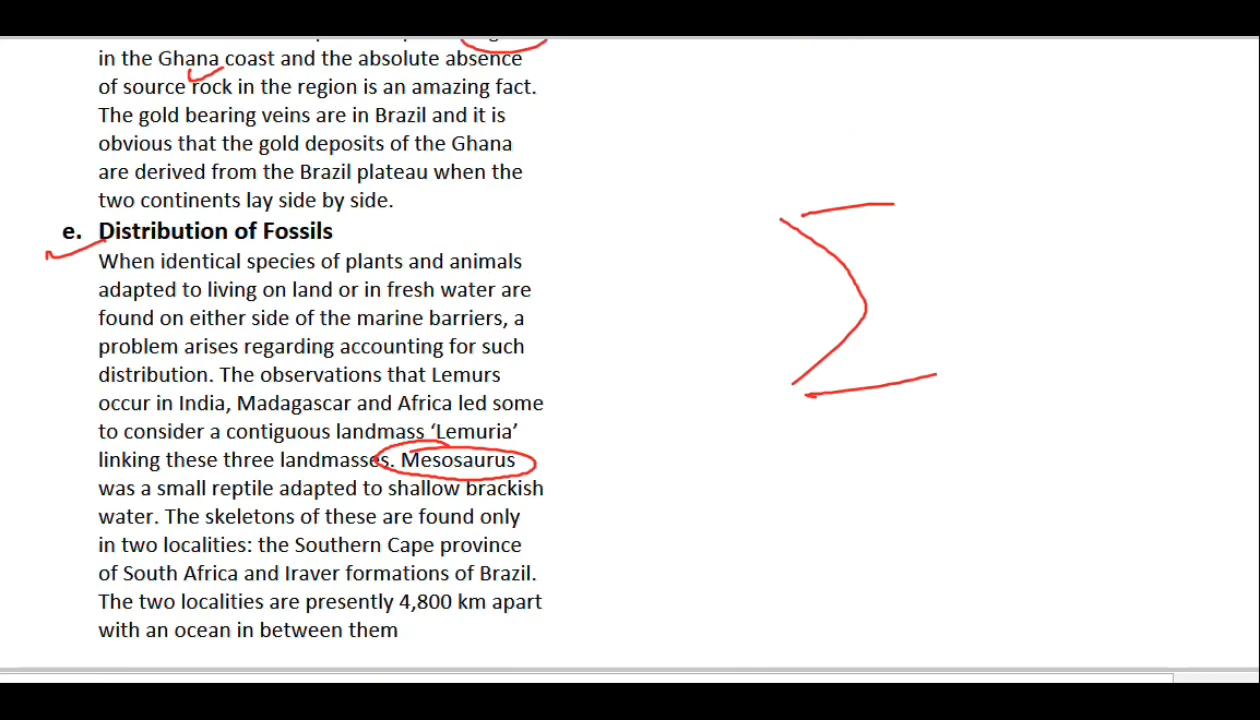 in the Ghana coast and the absolute absence
of source rock in the region is an amazing fact.
The gold bearing veins are in Brazil and it is
obvious that the gold deposits of the Ghana
are derived from the Brazil plateau when the
two continents lay side by side.
e. Distribution of Fossils
When identical species of plants and animals
adapted to living on land or in fresh water are
found on either side of the marine barriers, a
problem arises regarding accounting for such
distribution. The observations that Lemurs
occur in India, Madagascar and Africa led some
to consider a contiguous landmass ‘Lemuria’
linking these three landmasses. Mesosaurus
was a small reptile adapted to shallow brackish
water. The skeletons of these are found only
in two localities: the Southern Cape province
of South Africa and Iraver formations of Brazil.
The two localities are presently 4,800 km apart
with an ocean in between them